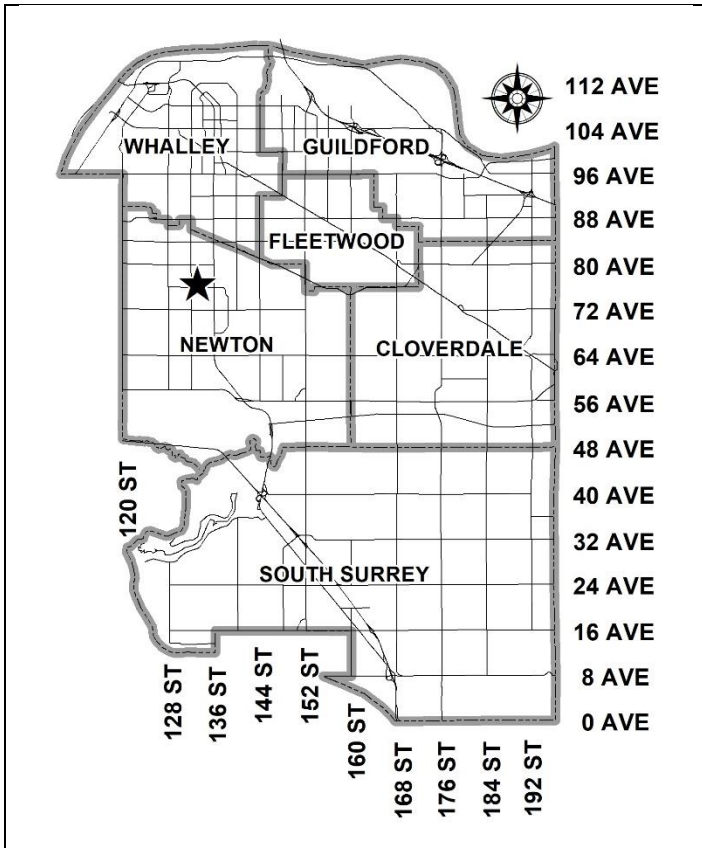 112 AVE
104 AVE
WHALLEY
GUILDFORD
96 AVE
88 AVE
FLEETWOOD
80 AVE
72 AVE
NEWTON
CLOVERDALE
64 AVE
56 AVE
48 AVE
120 ST
40 AVE
32 AVE
SOUTH SURREY
24 AVE
16 AVE
8 AVE
128 ST
136 ST
144 ST
152 ST
160 ST
0 AVE
168 ST
176 ST
184 ST
192 ST